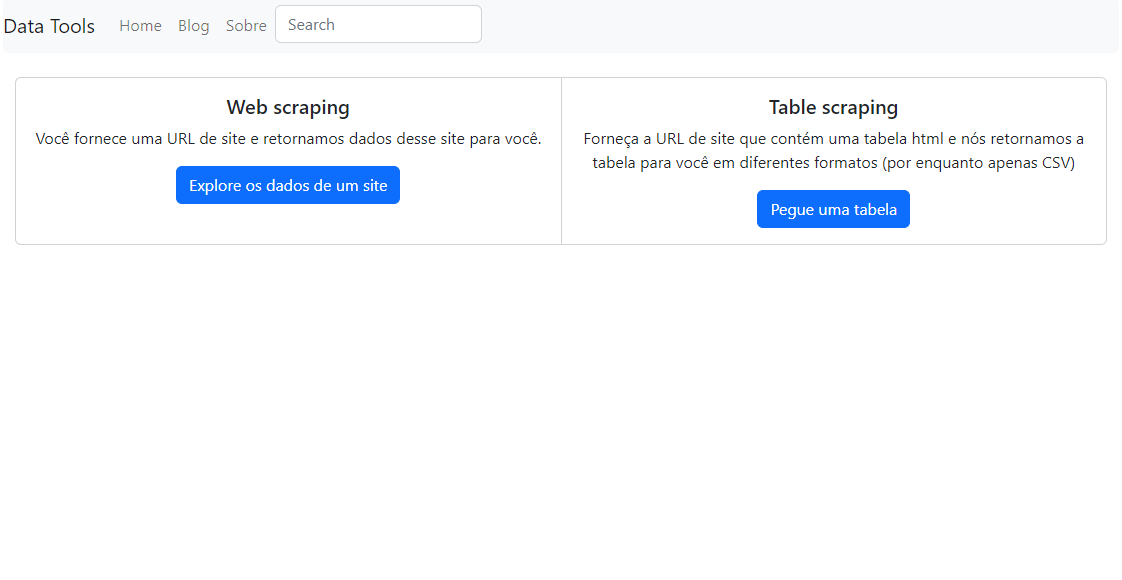 Data Tools Home Blog Sobre Search
Web scraping
Você fornece uma URL de site e retornamos dados desse site para você.
Explore os dados de um site
Table scraping
Forneça a URL de site que contém uma tabela html e nós retornamos a
tabela para você em diferentes formatos (por enquanto apenas CSV)
Pegue uma tabela